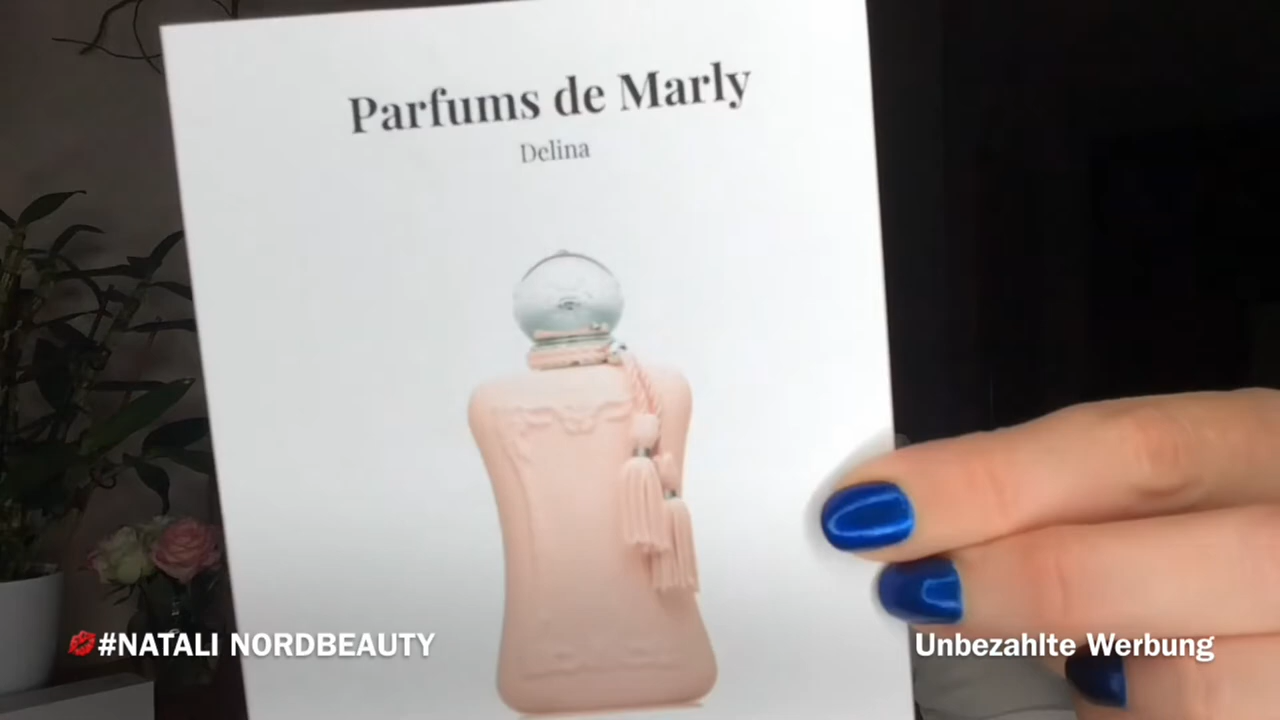 Parfums de Marly
Delina
💋#NATALI NORDBEAUTY
Unbezahlte Werbung